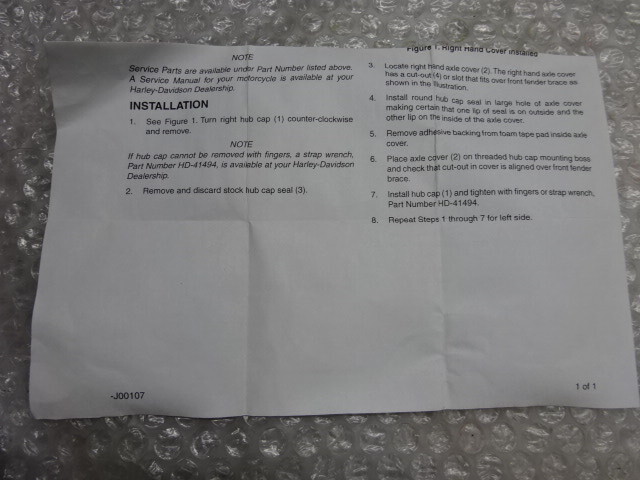 NOTE
Service Parts are available under Part Number listed above.
A Service Manual for your motorcycle is available at your
Harley-Davidson Dealership.
INSTALLATION
1. See Figure 1. Turn right hub cap (1) counter-clockwise
and remove.
NOTE
If hub cap cannot be removed with fingers, a strap wrench,
Part Number HD-41494, is available at your Harley-Davidson
Dealership.
2. Remove and discard stock hub cap seal (3).
-J00107
Figure 1. Right Hand Cover Installed
3. Locate right hand axle cover (2). The right hand axle cover
has a cut-out (4) or slot that fits over front fender brace as
shown in the illustration.
4. Install round hub cap seal in large hole of axle cover
making certain that one lip of seal is on outside and the
other lip on the inside of the axle cover.
5. Remove adhesive backing from foam tape pad inside axle
cover.
6. Place axle cover (2) on threaded hub cap mounting boss
and check that cut-out in cover is aligned over front fender
brace.
7. Install hub cap (1) and tighten with fingers or strap wrench,
Part Number HD-41494.
8. Repeat Steps 1 through 7 for left side.
1 of 1